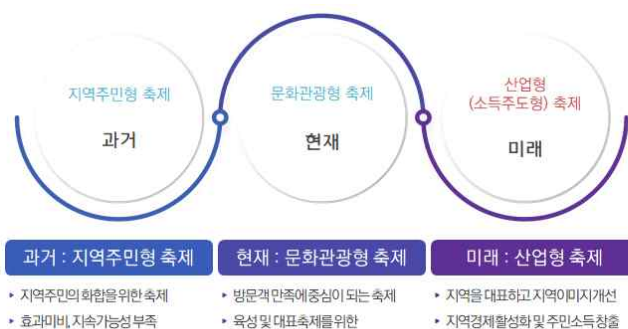 지역주민형 축제
과거
문화관광형 축제
현재
산업형
(소득주도형) 축제
미래
과거 : 지역주민형 축제
▸ 지역주민의 화합을위한 축제
▸ 효과미비, 지속가능성 부족
현재 : 문화관광형 축제
▸ 방문객 만족에 중심이 되는 축제
▸ 육성 및 대표축제를 위한
미래 : 산업형 축제
▸ 지역을 대표하고 지역이미지 개선
▸ 지역경제 활성화 및 주민소득 창출